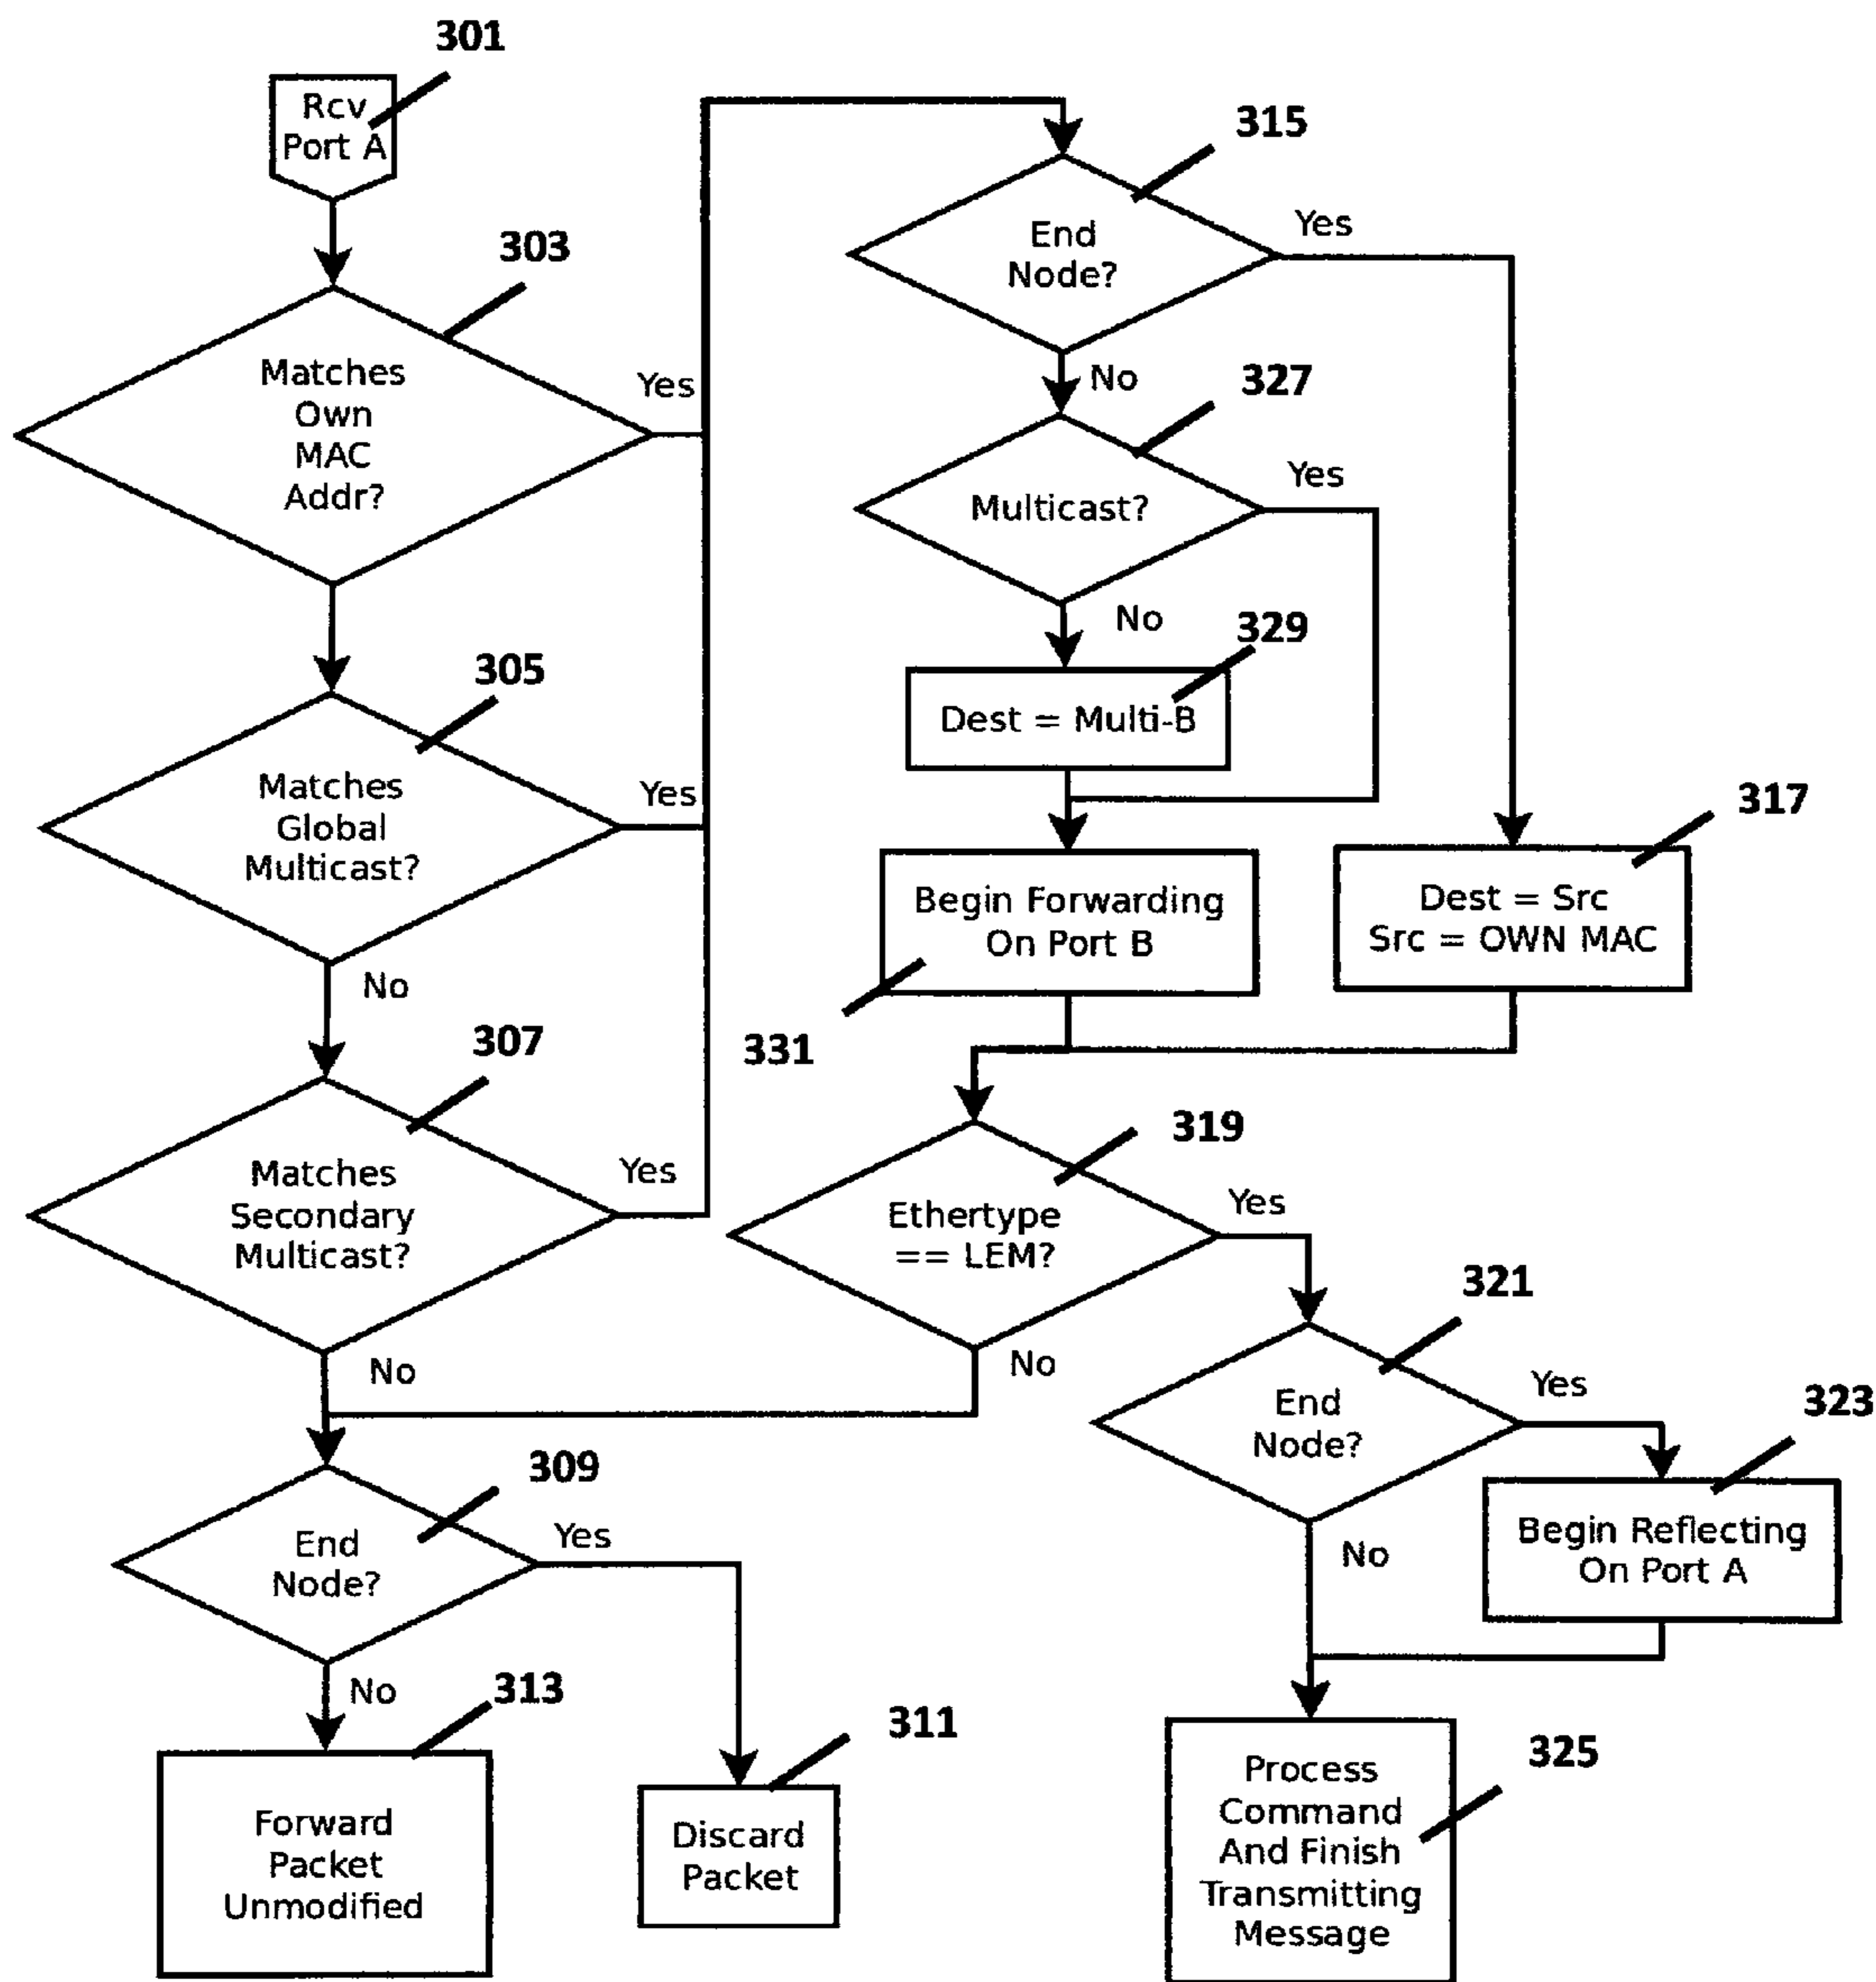 301
Rcv
Port A
303
Matches
Own
MAC
Addr?
Yes
305
Matches
Global
Multicast?
Yes
No
307
Matches
Secondary
Multicast?
Yes
No
309
End
Node?
Yes
No
313
Forward
Packet
Unmodified
311
Discard
Packet
315
End
Node?
Yes
No
327
Multicast?
Yes
No
329
Dest = Multi-B
Begin Forwarding
On Port B
331
317
Dest = Src
Src = OWN MAC
319
Ethertype
== LEM?
Yes
No
321
End
Node?
Yes
No
323
Begin Reflecting
On Port A
325
Process
Command
And Finish
Transmitting
Message